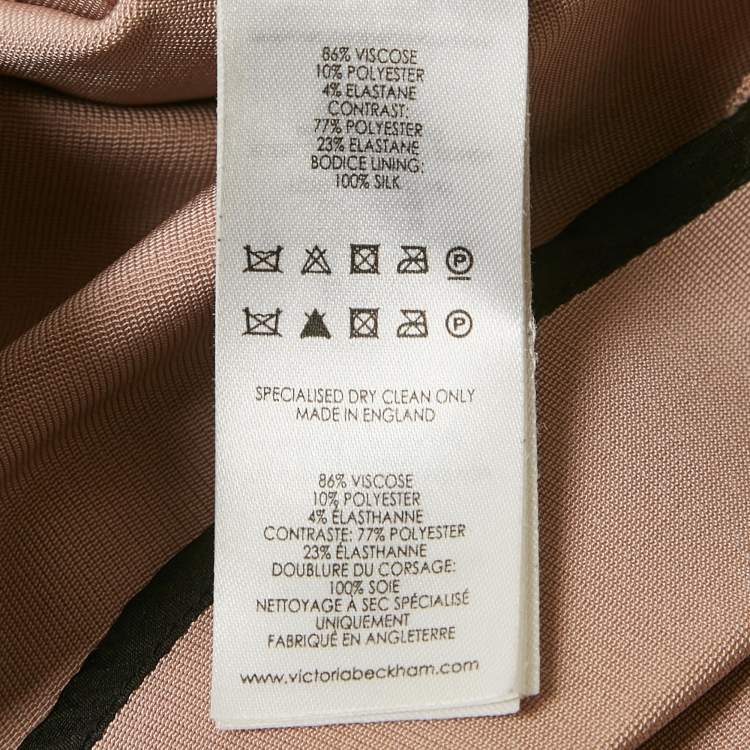 86% VISCOSE
10% POLYESTER
4% ELASTANE
CONTRAST:
77% POLYESTER
23% ELASTANE
BODICE LINING:
100% SILK
P
P
SPECIALISED DRY CLEAN ONLY
MADE IN ENGLAND
86% VISCOSE
10% POLYESTER
4% ÉLASTHANNE
CONTRASTE: 77% POLYESTER
23% ÉLASTHANNE
DOUBLURE DU CORSAGE:
100% SOIE
NETTOYAGE À SEC SPÉCIALISÉ
UNIQUEMENT
FABRIQUÉ EN ANGLETERRE
www.victoriabeckham.com